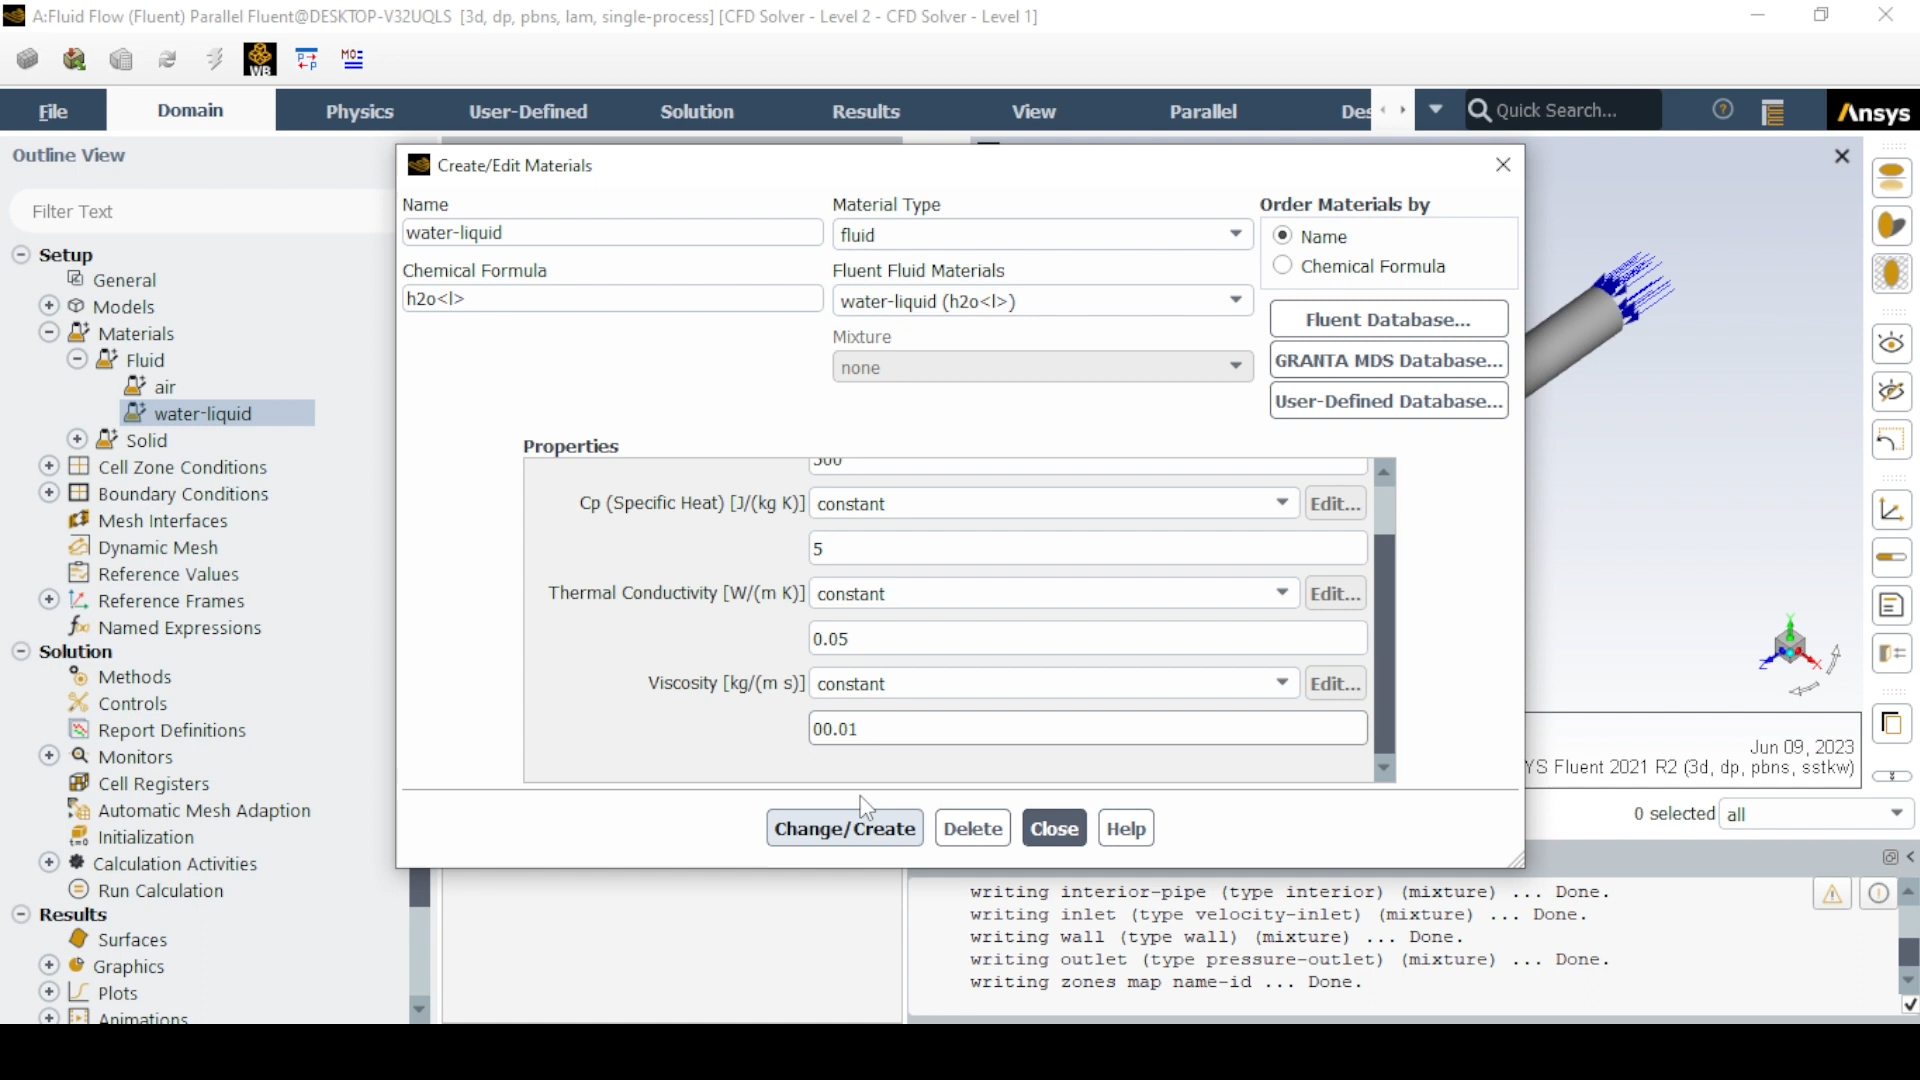 A:Fluid Flow (Fluent) Parallel Fluent@DESKTOP-V32UQLS [3d, dp, pbns, lam, single-process] [CFD Solver - Level 2 - CFD Solver - Level 1]
WB
File
Domain
Physics
User-Defined
Solution
Results
View
Parallel
Des
Quick Search...
Ansys
Outline View
Filter Text
Setup
General
Models
Materials
Fluid
air
water-liquid
Solid
Cell Zone Conditions
Boundary Conditions
Mesh Interfaces
Dynamic Mesh
Reference Values
Reference Frames
Named Expressions
Solution
Methods
Controls
Report Definitions
Monitors
Cell Registers
Automatic Mesh Adaption
Initialization
Calculation Activities
Run Calculation
Results
Surfaces
Graphics
Plots
Animations
Create/Edit Materials
Name
water-liquid
Chemical Formula
h2o<l>
Material Type
fluid
Fluent Fluid Materials
water-liquid (h2o<l>)
Mixture
none
Order Materials by
Name
Chemical Formula
Fluent Database...
GRANTA MDS Database...
User-Defined Database...
Properties
Cp (Specific Heat) [J/(kg K)] constant Edit...
5
Thermal Conductivity [W/(m K)] constant Edit...
0.05
Viscosity [kg/(m s)] constant Edit...
00.01
Change/Create Delete Close Help
Y
Z X
Jun 09, 2023
YS Fluent 2021 R2 (3d, dp, pbns, sstkw)
0 selected all
writing interior-pipe (type interior) (mixture) ... Done.
writing inlet (type velocity-inlet) (mixture) ... Done.
writing wall (type wall) (mixture) ... Done.
writing outlet (type pressure-outlet) (mixture) ... Done.
writing zones map name-id ... Done.